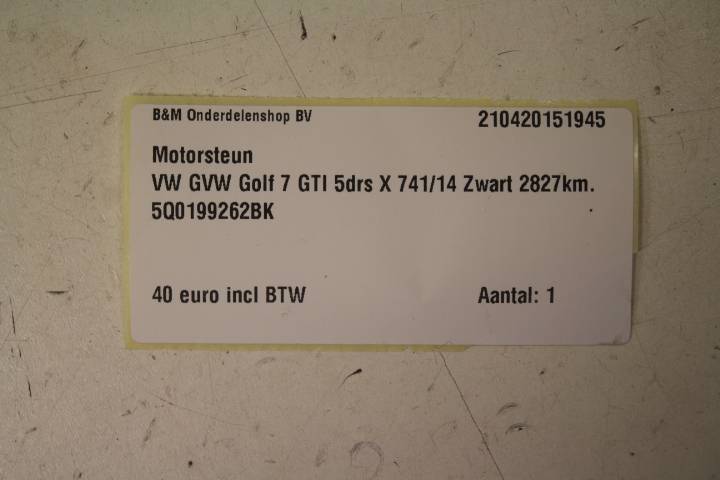 B&M Onderdelenshop BV 210420151945
Motorsteun
VW GVW Golf 7 GTI 5drs X 741/14 Zwart 2827km.
5Q0199262BK
40 euro incl BTW Aantal: 1